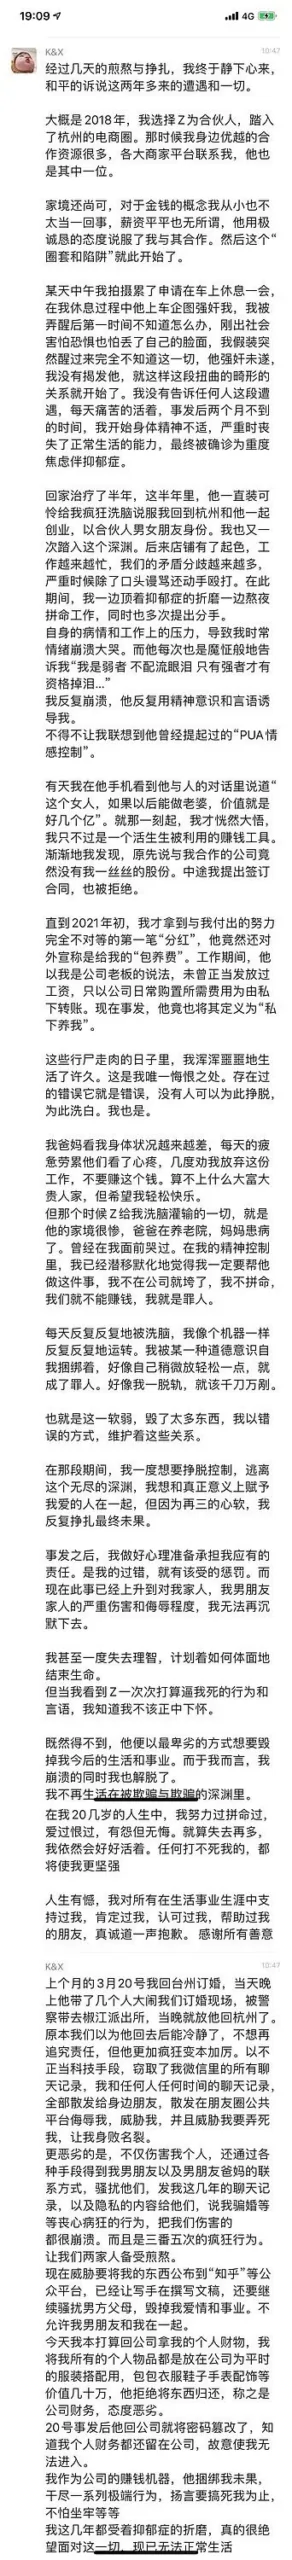 19:09
4G
K&X
10:47
经过几天的煎熬与挣扎，我终于静下心来，
和平的诉说这两年多来的遭遇和一切。
大概是2018年，我选择Z为合伙人，踏入
了杭州的电商圈。那时候我身边优越的合
作资源很多，各大商家平台联系我，他也
是其中一位。
家境还尚可，对于金钱的概念我从小也不
太当一回事，薪资平平也无所谓，他用极
诚恳的态度说服了我与其合作。然后这个“
圈套和陷阱”就此开始了。
某天中午我拍摄累了申请在车上休息一会，
在我休息过程中他上车企图强奸我，我被
弄醒后第一时间不知道怎么办，刚出社会
害怕恐惧也怕丢了自己的脸面，我假装突
然醒过来完全不知道这一切，他强奸未遂，
我没有揭发他，就这样这段扭曲的畸形的
关系就开始了。我没有告诉任何人这段遭
遇，每天痛苦的活着，事发后两个月不到
的时间，我开始身体精神不适，严重时丧
失了正常生活的能力，最终被确诊为重度
焦虑伴抑郁症。
回家治疗了半年，这半年里，他一直装可
怜给我疯狂洗脑说服我回到杭州和他一起
创业，以合伙人男女朋友身份。我也又一
次踏入这个深渊。后来店铺有了起色，工
作越来越忙，我们的矛盾分歧越来越多，
严重时候除了口头谩骂还动手殴打。在此
期间，我一边顶着抑郁症的折磨一边熬夜
拼命工作，同时也多次提出分手。
自身的病情和工作上的压力，导致我时常
情绪崩溃大哭。而他每次也是魔怔般地告
诉我“我是弱者 不配流眼泪 只有强者才有
资格掉泪...”
我反复崩溃，他反复用精神意识和言语诱
导我。
不得不让我联想到他曾经提起过的“PUA情
感控制”。
有天我在他手机看到他与人的对话里说道“
这个女人，如果以后能做老婆，价值就是
好几个亿”。就那一刻起，我才恍然大悟，
我只不过是一个活生生被利用的赚钱工具。
渐渐地我发现，原先说与我合作的公司竟
然没有我一丝丝的股份。中途我提出签订
合同，也被拒绝。
直到2021年初，我才拿到与我付出的努力
完全不对等的第一笔“分红”，他竟然还对
外宣称是给我的“包养费”。工作期间，他
以我是公司老板的说法，未曾正当发放过
工资，只以公司日常购置所需费用为由私
下转账。现在事发，他竟也将其定义为“私
下养我”。
这些行尸走肉的日子里，我浑浑噩噩地生
活了许久。这是我唯一悔恨之处。存在过
的错误它就是错误，没有人可以为此挣脱，
为此洗白。我也是。
我爸妈看我身体状况越来越差，每天的疲
惫劳累他们看了心疼，几度劝我放弃这份
工作，不要赚这个钱。算不上什么大富大
贵人家，但希望我轻松快乐。
但那个时候Z给我洗脑灌输的一切，就是
他的家境很惨，爸爸在养老院，妈妈患病
了。曾经在我面前哭过。在我的精神控制
里，我已经潜移默化地觉得我一定要帮他
做这件事，我不在公司就垮了，我不拼命，
我们就不能赚钱，我就是罪人。
每天反复反复地被洗脑，我像个机器一样
反复反复地运转。我被某一种道德意识自
我捆绑着，好像自己稍微放轻松一点，就
成了罪人。好像我一脱轨，就该千刀万剐。
也就是这一软弱，毁了太多东西，我以错
误的方式，维护着这些关系。
在那段期间，我一度想要挣脱控制，逃离
这个无尽的深渊，我想和真正意义上赋予
我爱的人在一起，但因为再三的心软，我
反复挣扎最终未果。
事发之后，我做好心理准备承担我应有的
责任。是我的过错，就有该受的惩罚。而
现在此事已经上升到对我家人，我男朋友
家人的严重伤害和侮辱程度，我无法再沉
默下去。
我甚至一度失去理智，计划着如何体面地
结束生命。
但当我看到Z一次次打算逼我死的行为和
言语，我知道我不该正中下怀。
既然得不到，他便以最卑劣的方式想要毁
掉我今后的生活和事业。而于我而言，我
崩溃的同时我也解脱了。
我不再生活在被欺骗与欺骗的深渊里。
在我20几岁的人生中，我努力过拼命过，
爱过恨过，有怨但无悔。就算失去再多，
我依然会好好活着。任何打不死我的，都
将使我更坚强
人生有憾，我对所有在生活事业生涯中支
持过我，肯定过我，认可过我，帮助过我
的朋友，真诚道一声抱歉。 感谢所有善意
K&X
10:47
上个月的3月20号我回台州订婚，当天晚
上他带了几个人大闹我们订婚现场，被警
察带去椒江派出所，当晚就放他回杭州了。
原本我们以为他回去后能冷静了，不想再
追究责任，但他更加疯狂变本加厉。以不
正当科技手段，窃取了我微信里的所有聊
天记录，我和任何人任何时间的聊天记录，
全部散发给身边朋友，散发在朋友圈公共
平台侮辱我，威胁我，并且威胁我要弄死
我，让我身败名裂。
更恶劣的是，不仅伤害我个人，还通过各
种手段得到我男朋友以及男朋友爸妈的联
系方式，骚扰他们，发我这几年的聊天记
录，以及隐私的内容给他们，说我骗婚等
等丧心病狂的行为，把我们伤害的
都很崩溃。而且是三番五次的疯狂行为。
让我们两家人备受煎熬。
现在威胁要将我的东西公布到“知乎”等公
众平台，已经让写手在撰写文稿，还要继
续骚扰男方父母，毁掉我爱情和事业。不
允许我男朋友和我在一起。
今天我本打算回公司拿我的个人财物，我
将我所有的个人物品都是放在公司为平时
的服装搭配用，包包衣服鞋子手表配饰等
价值几十万，他拒绝将东西归还，称之是
公司财务，态度恶劣。
20号事发后他回公司就将密码篡改了，知
道我个人财务都还留在公司，故意使我无
法进入。
我作为公司的赚钱机器，他捆绑我未果，
干尽一系列极端行为，扬言要搞死我为止，
不怕坐牢等等
我这几年都受着抑郁症的折磨，真的很绝
望面对这一切，现已无法正常生活